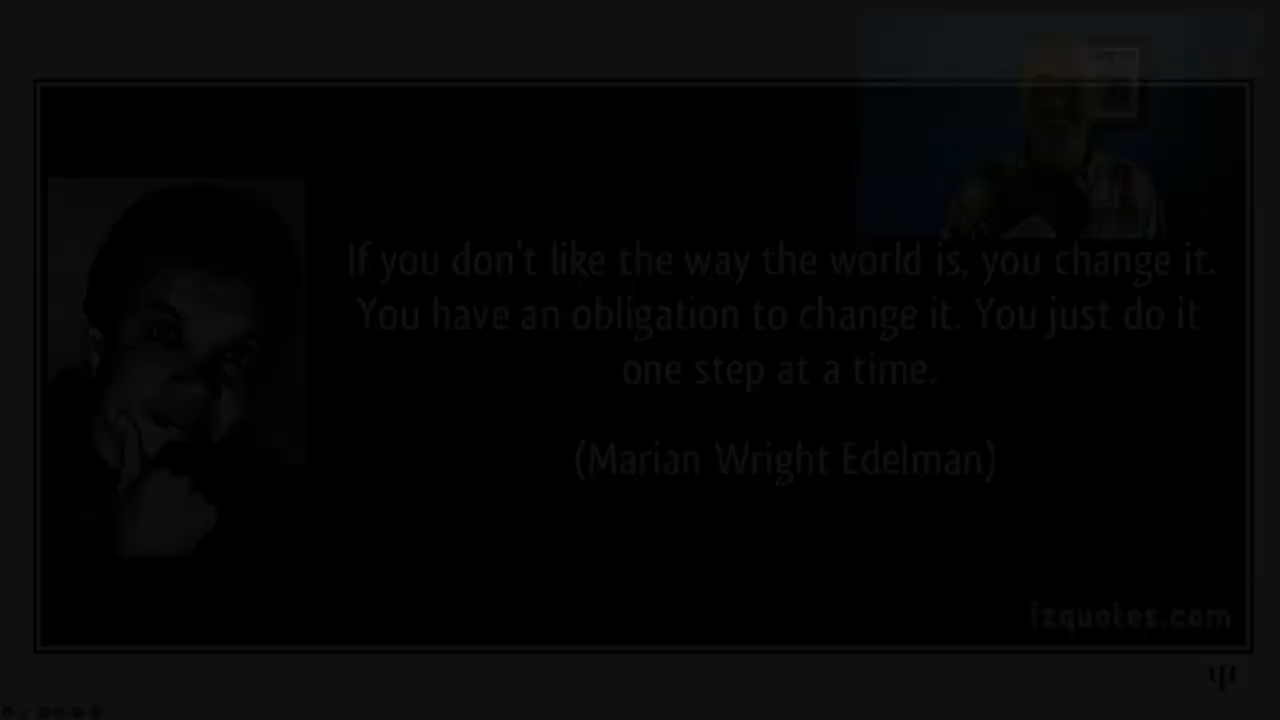 If you don't like the way the world is, you change it.
You have an obligation to change it. You just do it
one step at a time.
(Marian Wright Edelman)
izquotes.com
Ψ